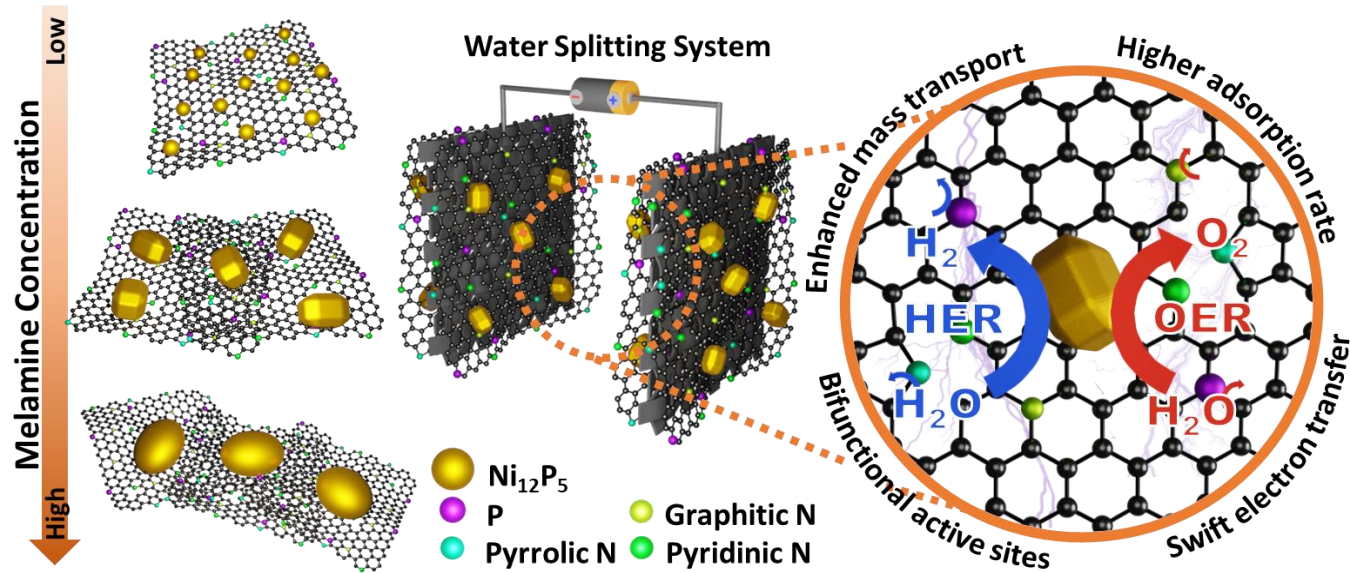 Low
Melamine Concentration
High
Water Splitting System
−
+
Ni₁₂P₅
P
Graphitic N
Pyrrolic N
Pyridinic N
Enhanced mass transport
Higher adsorption rate
H₂
O₂
HER
OER
H₂O
H₂O
Bifunctional active sites
Swift electron transfer